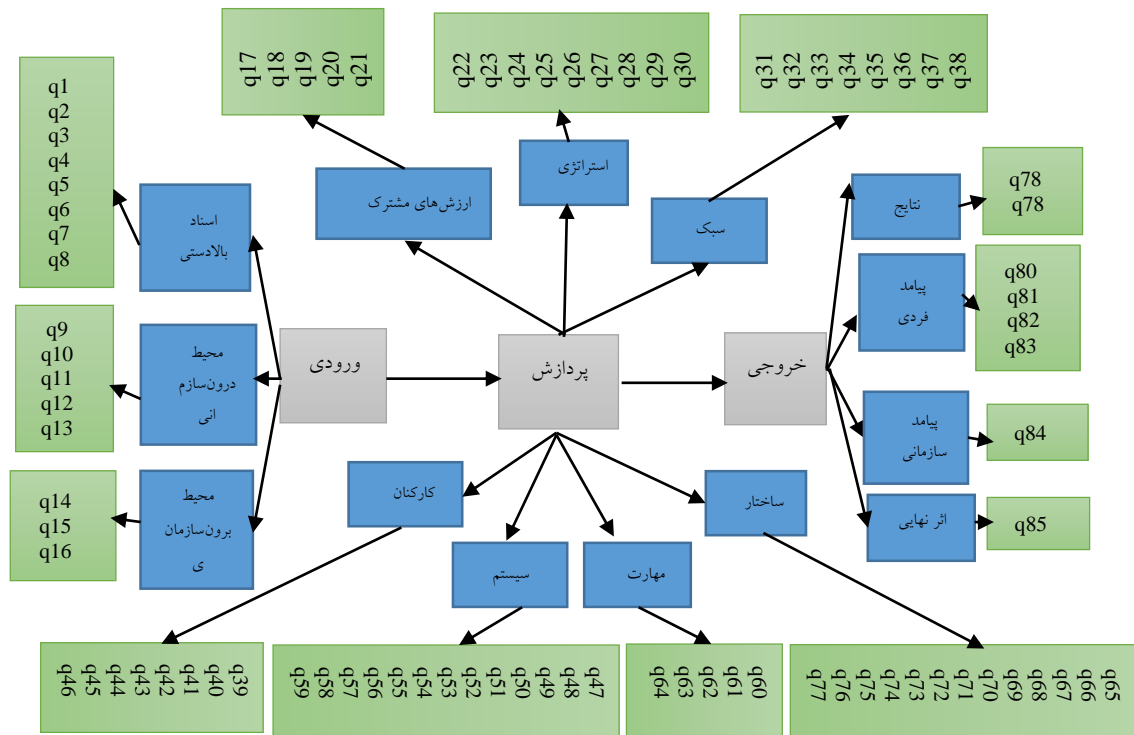 q17
q18
q19
q20
q21
q22
q23
q24
q25
q26
q27
q28
q29
q30
q31
q32
q33
q34
q35
q36
q37
q38
q1
q2
q3
q4
q5
q6
q7
q8
اسناد
بالادستی
ارزش‌های مشترک
استراتژی
سبک
نتایج
q78
q78
پیامد
فردی
q80
q81
q82
q83
q9
q10
q11
q12
q13
محیط
درون‌سازم
انی
ورودی
پردازش
خروجی
پیامد
سازمانی
q84
q14
q15
q16
محیط
برون‌سازمان
ی
کارکنان
سیستم
مهارت
ساختار
اثر نهایی
q85
q39
q40
q41
q42
q43
q44
q45
q46
q47
q48
q49
q50
q51
q52
q53
q54
q55
q56
q57
q58
q59
q60
q61
q62
q63
q64
q65
q66
q67
q68
q69
q70
q71
q72
q73
q74
q75
q76
q77